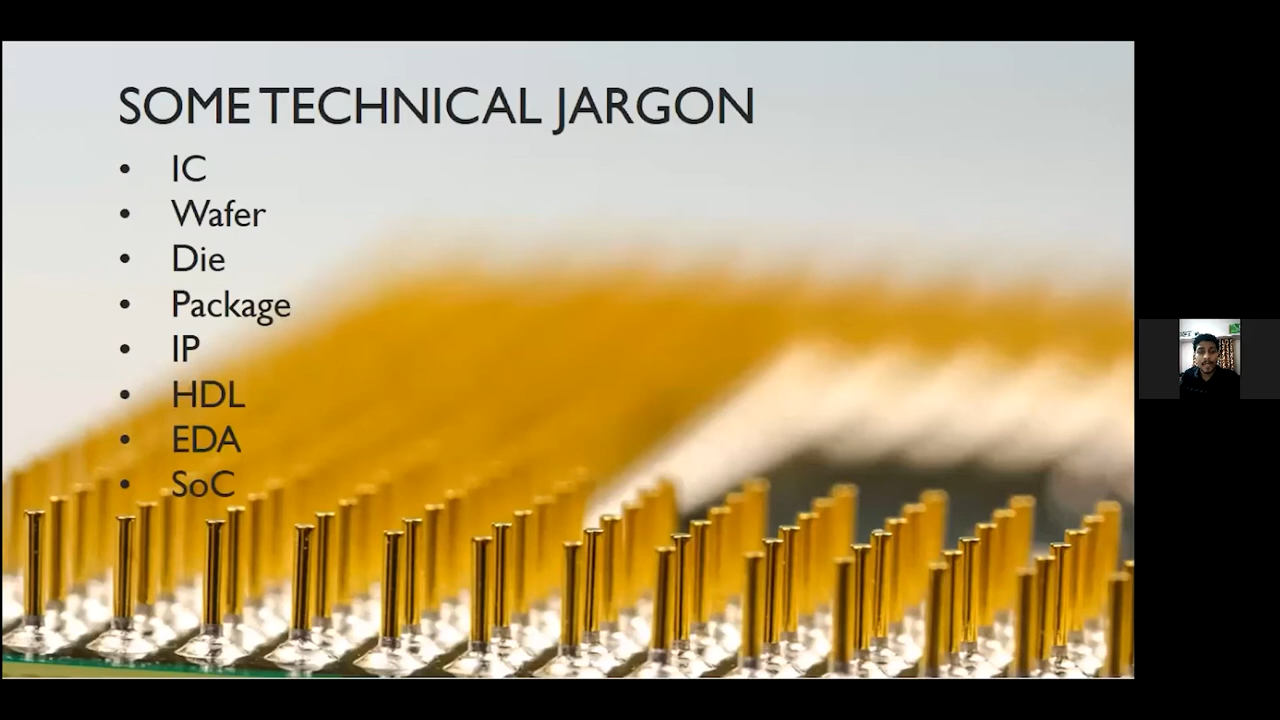 SOME TECHNICAL JARGON
• IC
• Wafer
• Die
• Package
• IP
• HDL
• EDA
• SoC